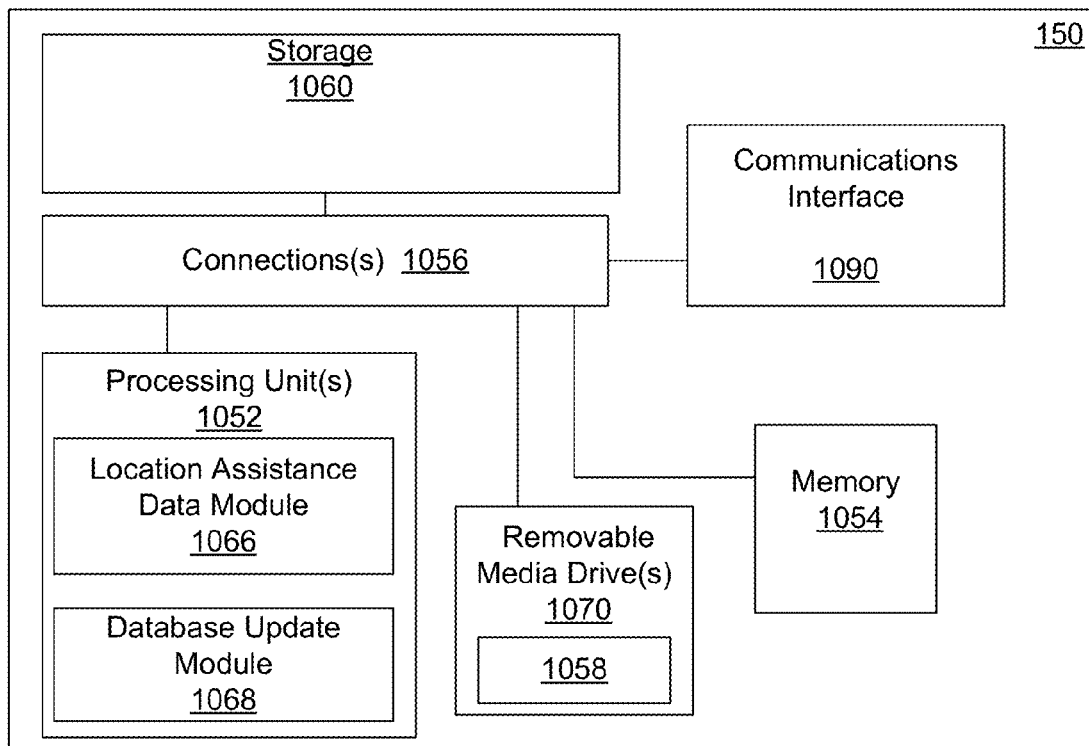 150
Storage
1060
Communications
Interface
1090
Connections(s) 1056
Processing Unit(s)
1052
Location Assistance
Data Module
1066
Database Update
Module
1068
Removable
Media Drive(s)
1070
1058
Memory
1054